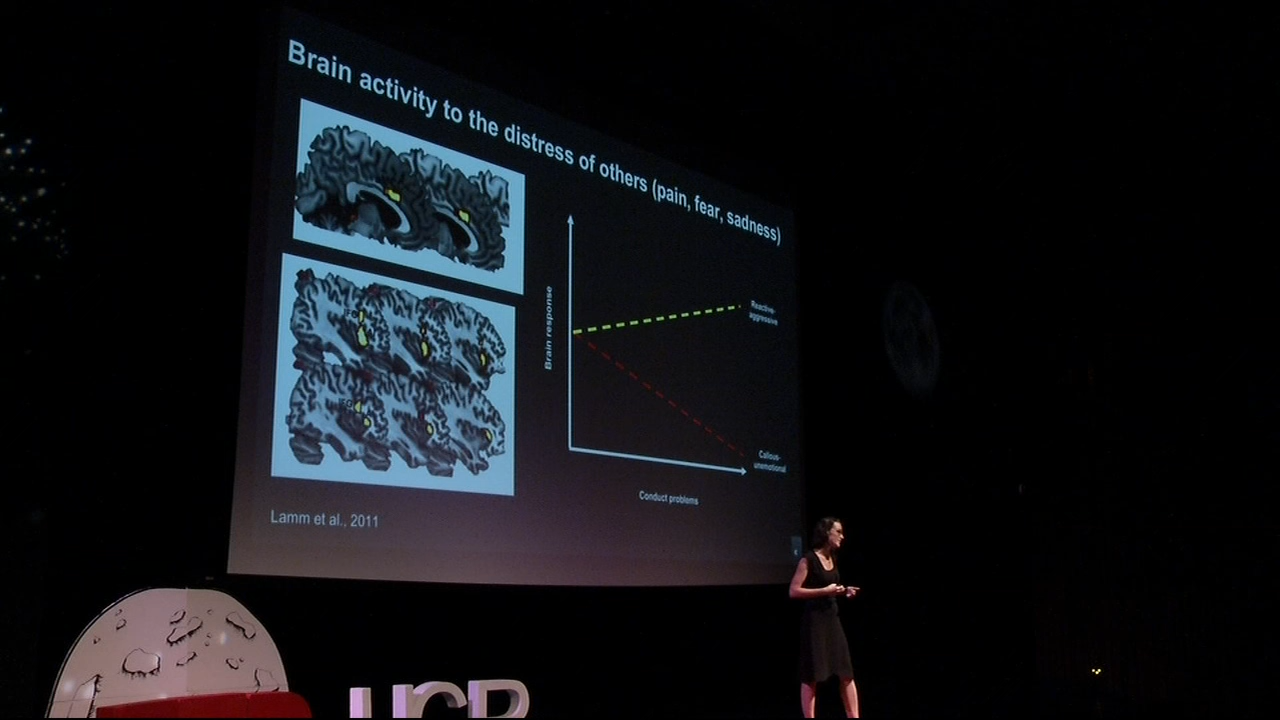 Brain activity to the distress of others (pain, fear, sadness)
Brain response
Reactive-
aggressive
Callous-
unemotional
Conduct problems
Lamm et al., 2011